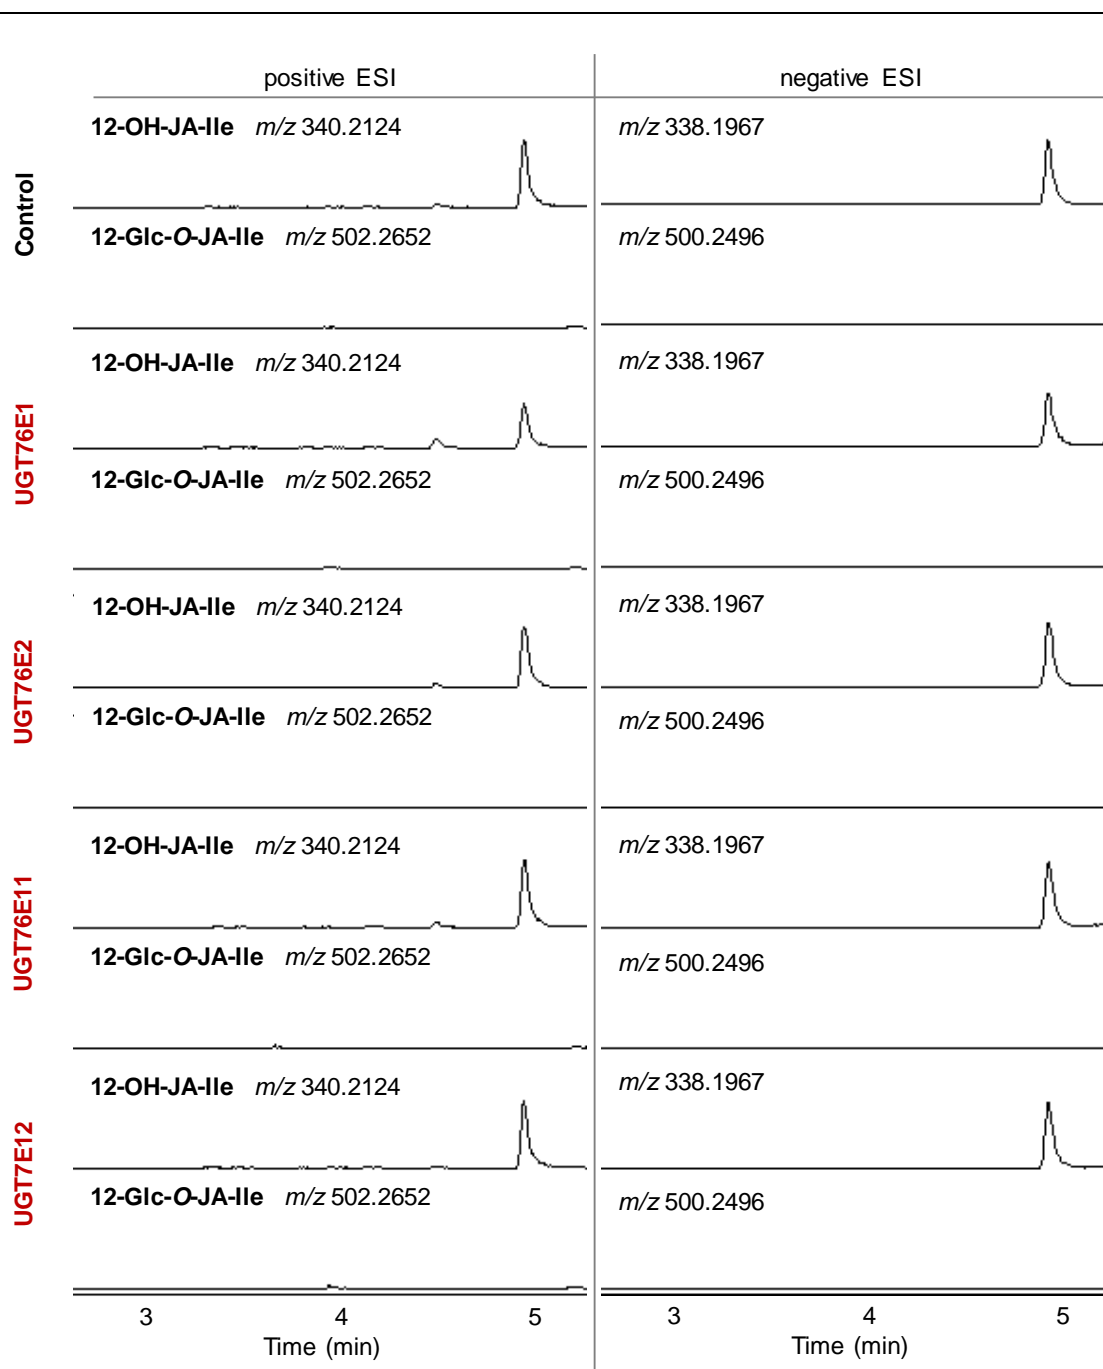 positive ESI negative ESI
Control
12-OH-JA-Ile m/z 340.2124 m/z 338.1967
12-Glc-O-JA-Ile m/z 502.2652 m/z 500.2496
UGT76E1
12-OH-JA-Ile m/z 340.2124 m/z 338.1967
12-Glc-O-JA-Ile m/z 502.2652 m/z 500.2496
UGT76E2
12-OH-JA-Ile m/z 340.2124 m/z 338.1967
12-Glc-O-JA-Ile m/z 502.2652 m/z 500.2496
UGT76E11
12-OH-JA-Ile m/z 340.2124 m/z 338.1967
12-Glc-O-JA-Ile m/z 502.2652 m/z 500.2496
UGT7E12
12-OH-JA-Ile m/z 340.2124 m/z 338.1967
12-Glc-O-JA-Ile m/z 502.2652 m/z 500.2496
3 4 5 3 4 5
Time (min) Time (min)